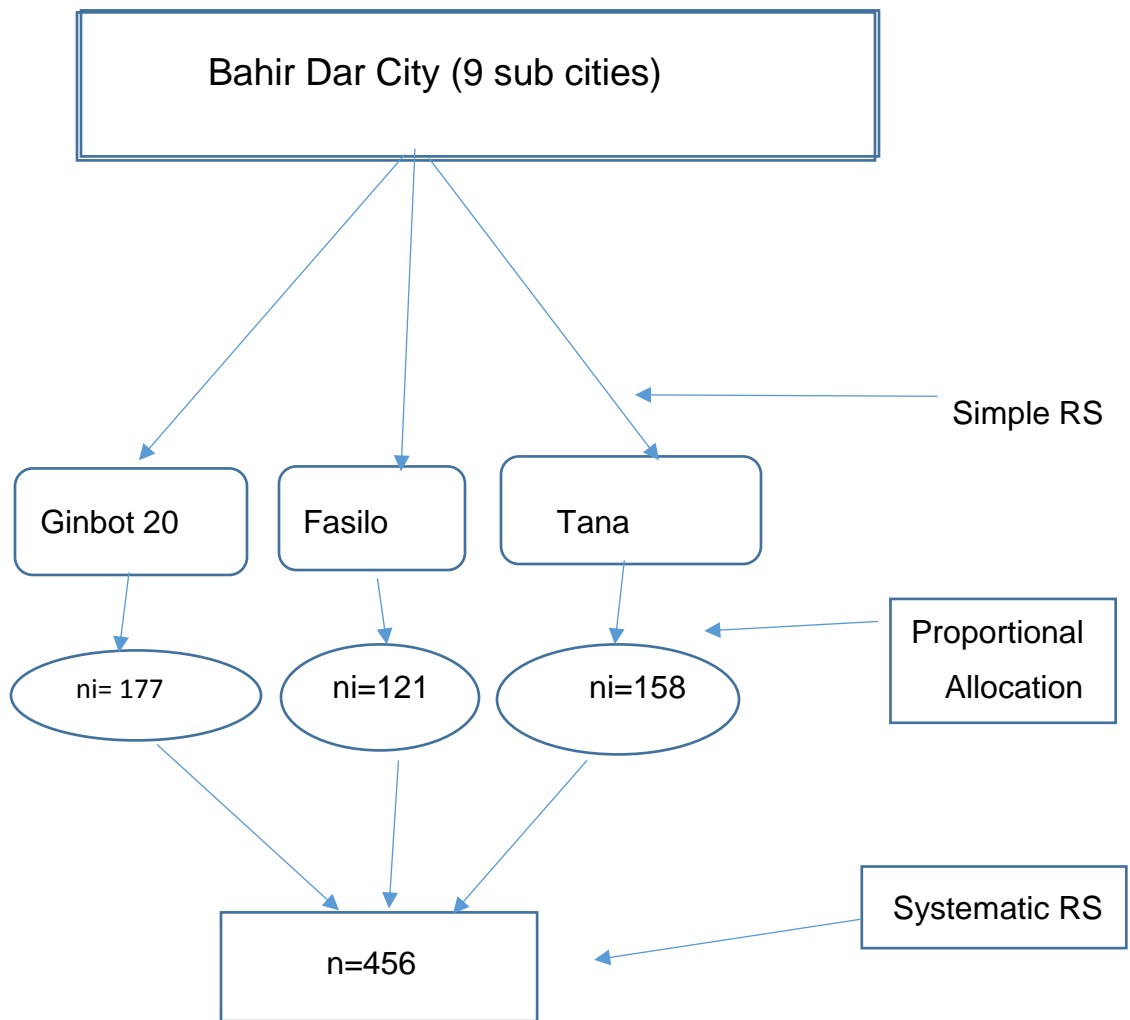 Bahir Dar City (9 sub cities)
Simple RS
Ginbot 20
Fasilo
Tana
Proportional
Allocation
ni= 177
ni=121
ni=158
Systematic RS
n=456